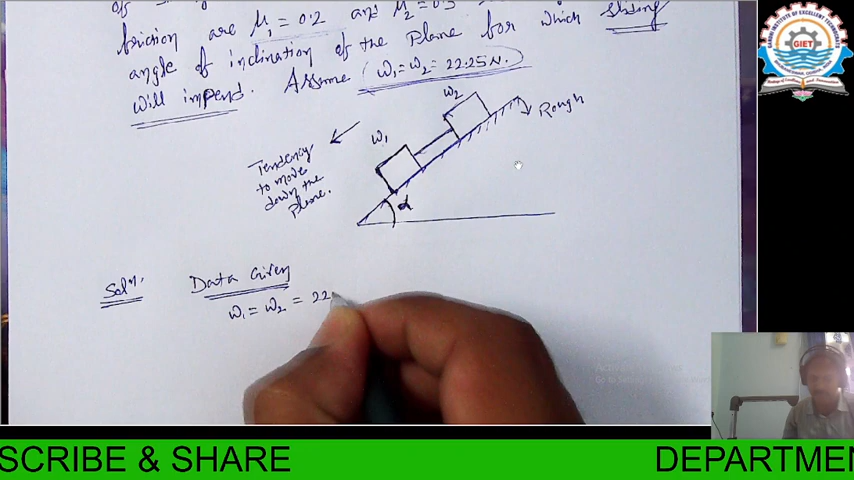 friction are μ₁ = 0.2 and μ₂ = 0.3
angle of inclination of the plane for which sliding
will impend. Assume (W₁ = W₂ = 22.25N.)
W₂
Rough
W₁
Tendency
to move
down the
plane.
α
Solⁿ.
Data Given
W₁ = W₂ = 22
GIET
SCRIBE & SHARE
DEPARTMEN